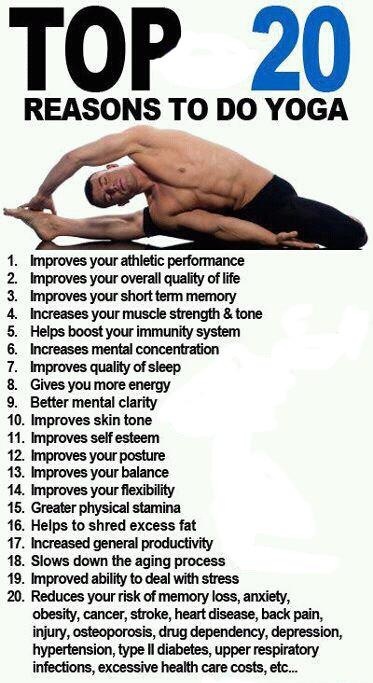 TOP 20
REASONS TO DO YOGA
1. Improves your athletic performance
2. Improves your overall quality of life
3. Improves your short term memory
4. Increases your muscle strength & tone
5. Helps boost your immunity system
6. Increases mental concentration
7. Improves quality of sleep
8. Gives you more energy
9. Better mental clarity
10. Improves skin tone
11. Improves self esteem
12. Improves your posture
13. Improves your balance
14. Improves your flexibility
15. Greater physical stamina
16. Helps to shred excess fat
17. Increased general productivity
18. Slows down the aging process
19. Improved ability to deal with stress
20. Reduces your risk of memory loss, anxiety,
obesity, cancer, stroke, heart disease, back pain,
injury, osteoporosis, drug dependency, depression,
hypertension, type II diabetes, upper respiratory
infections, excessive health care costs, etc...